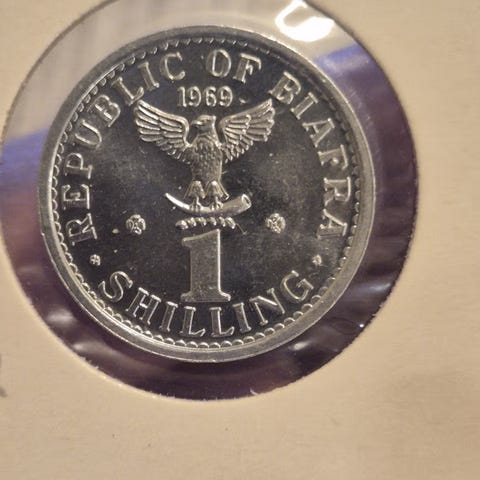 REPUBLIC OF BIAFRA
1969
1
SHILLING